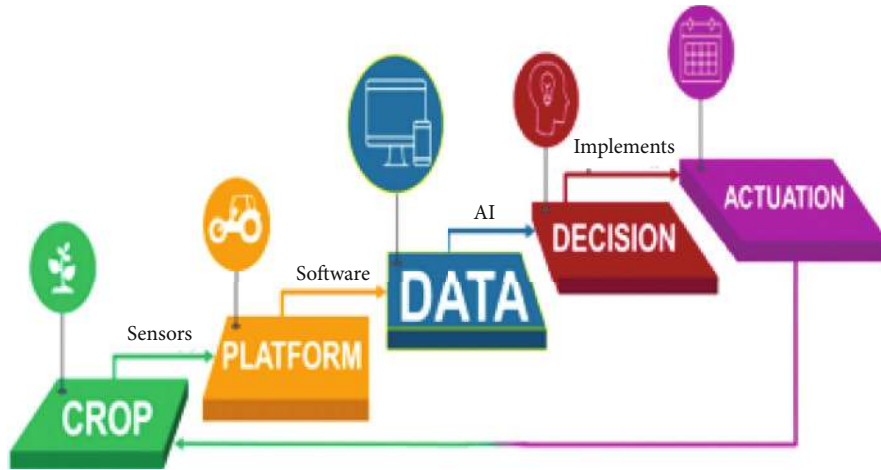 CROP
Sensors
PLATFORM
Software
DATA
AI
DECISION
Implements
ACTUATION